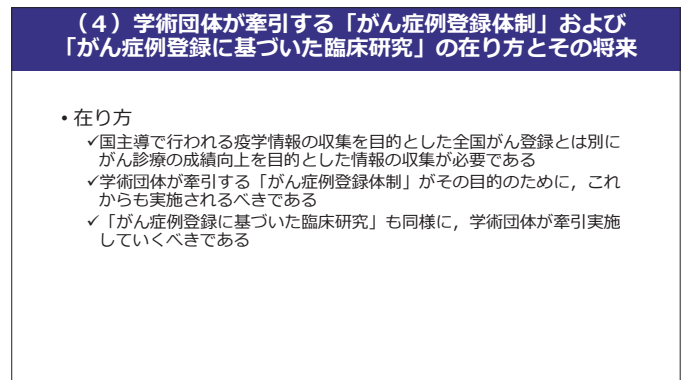 （4）学術団体が牽引する「がん症例登録体制」および
「がん症例登録に基づいた臨床研究」の在り方とその将来
• 在り方
✓国主導で行われる疫学情報の収集を目的とした全国がん登録とは別に
がん診療の成績向上を目的とした情報の収集が必要である
✓学術団体が牽引する「がん症例登録体制」がその目的のために，これ
からも実施されるべきである
✓「がん症例登録に基づいた臨床研究」も同様に，学術団体が牽引実施
していくべきである